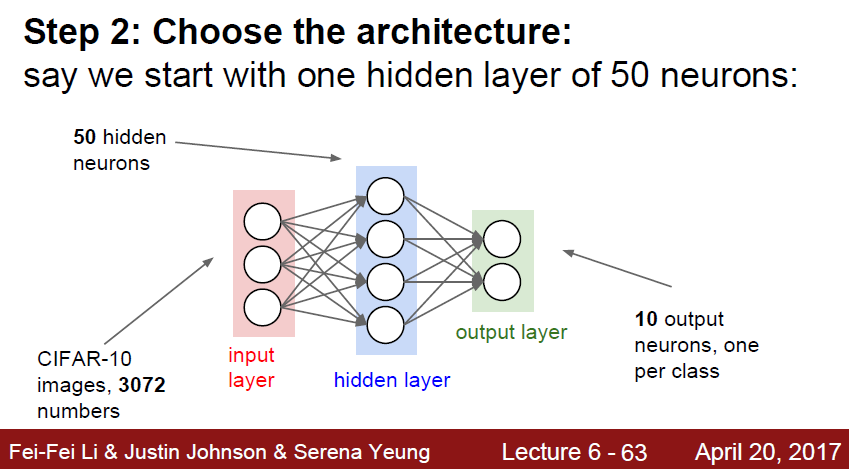 Step 2: Choose the architecture:
say we start with one hidden layer of 50 neurons:
50 hidden
neurons
CIFAR-10
images, 3072
numbers
input
layer
hidden layer
output layer
10 output
neurons, one
per class
Fei-Fei Li & Justin Johnson & Serena Yeung
Lecture 6 - 63
April 20, 2017